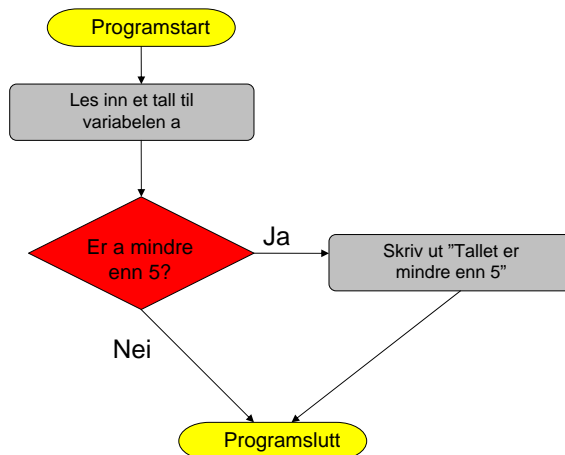 Programstart
Les inn et tall til
variabelen a
Er a mindre
enn 5?
Ja
Skriv ut ”Tallet er
mindre enn 5”
Nei
Programslutt